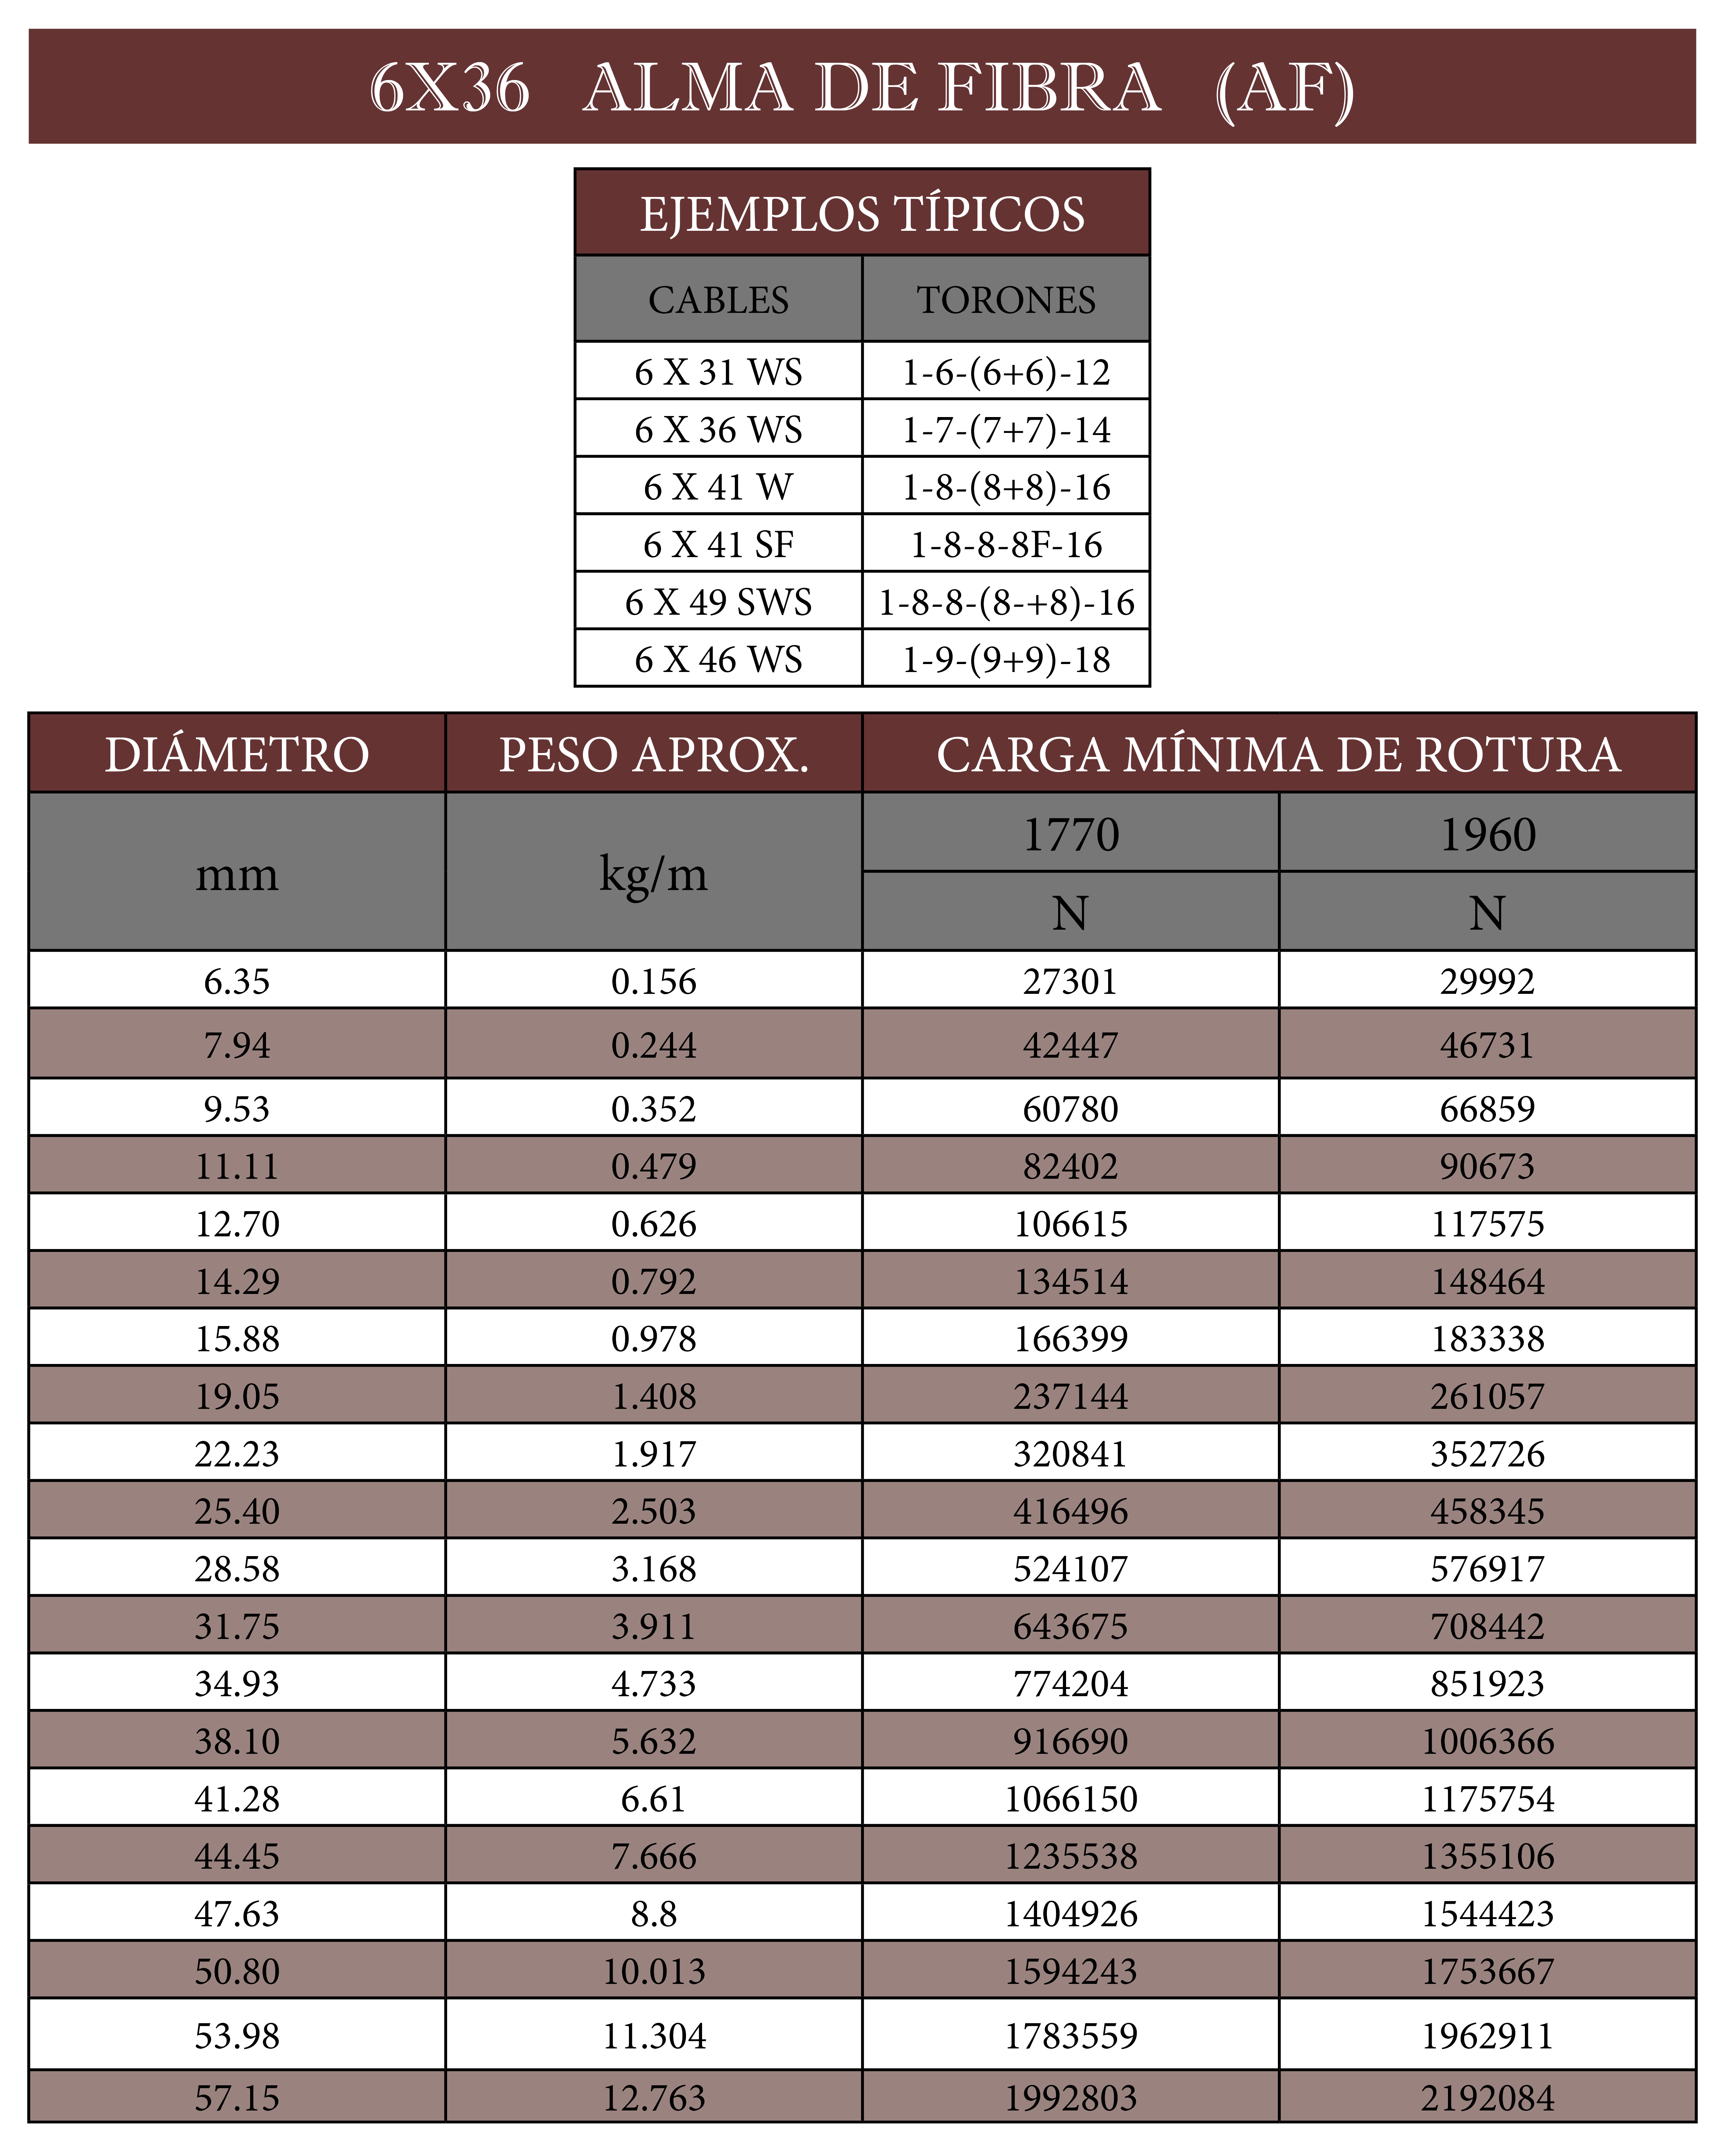 6X36 ALMA DE FIBRA (AF)
EJEMPLOS TÍPICOS
CABLES TORONES
6 X 31 WS 1-6-(6+6)-12
6 X 36 WS 1-7-(7+7)-14
6 X 41 W 1-8-(8+8)-16
6 X 41 SF 1-8-8-8F-16
6 X 49 SWS 1-8-8-(8-+8)-16
6 X 46 WS 1-9-(9+9)-18
DIÁMETRO PESO APROX. CARGA MÍNIMA DE ROTURA
mm kg/m 1770 1960
N N
6.35 0.156 27301 29992
7.94 0.244 42447 46731
9.53 0.352 60780 66859
11.11 0.479 82402 90673
12.70 0.626 106615 117575
14.29 0.792 134514 148464
15.88 0.978 166399 183338
19.05 1.408 237144 261057
22.23 1.917 320841 352726
25.40 2.503 416496 458345
28.58 3.168 524107 576917
31.75 3.911 643675 708442
34.93 4.733 774204 851923
38.10 5.632 916690 1006366
41.28 6.61 1066150 1175754
44.45 7.666 1235538 1355106
47.63 8.8 1404926 1544423
50.80 10.013 1594243 1753667
53.98 11.304 1783559 1962911
57.15 12.763 1992803 2192084